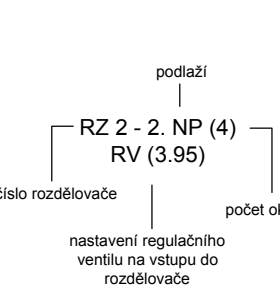 podlaží
RZ 2 - 2. NP (4)
RV (3.95)
číslo rozdělovače
počet
nastavení regulačního
ventilu na vstupu do
rozdělovače